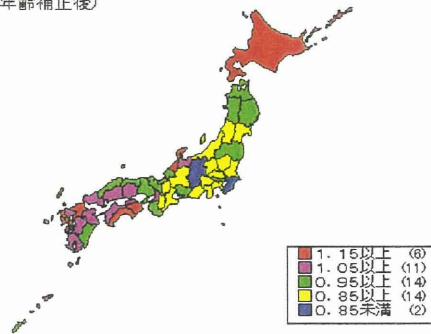 年齢補正後)
1.15以上 (6)
1.05以上 (11)
0.95以上 (14)
0.85以上 (14)
0.85未満 (2)